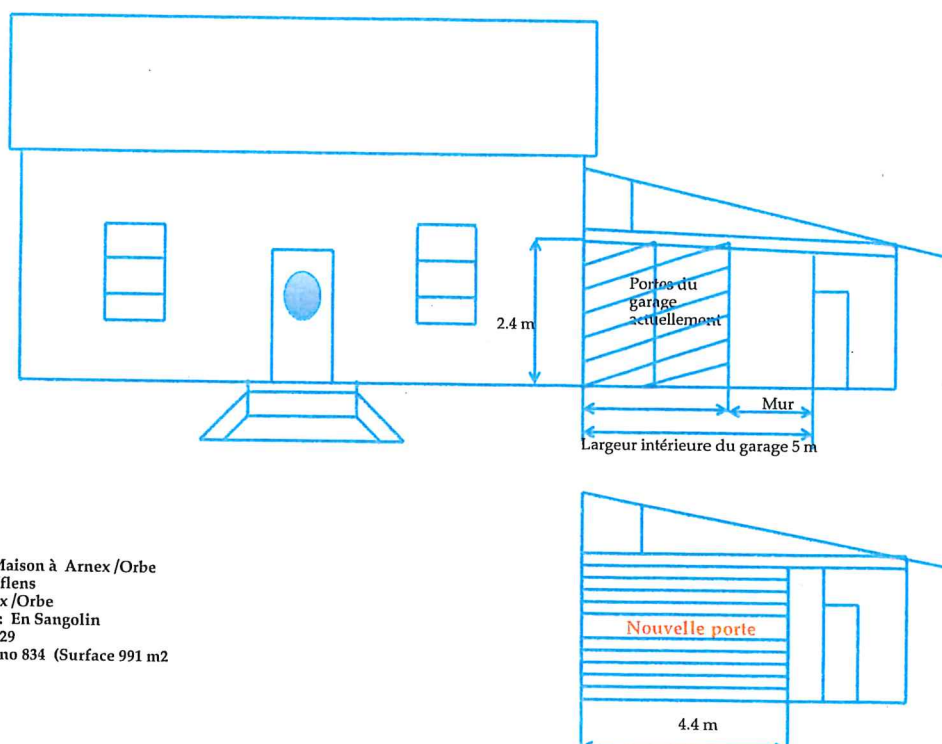 Portes du
garage
actuellement
2.4 m
Mur
Largeur intérieure du garage 5 m
Maison à Arnex /Orbe
flens
x /Orbe
: En Sangolin
29
no 834 (Surface 991 m2
Nouvelle porte
4.4 m